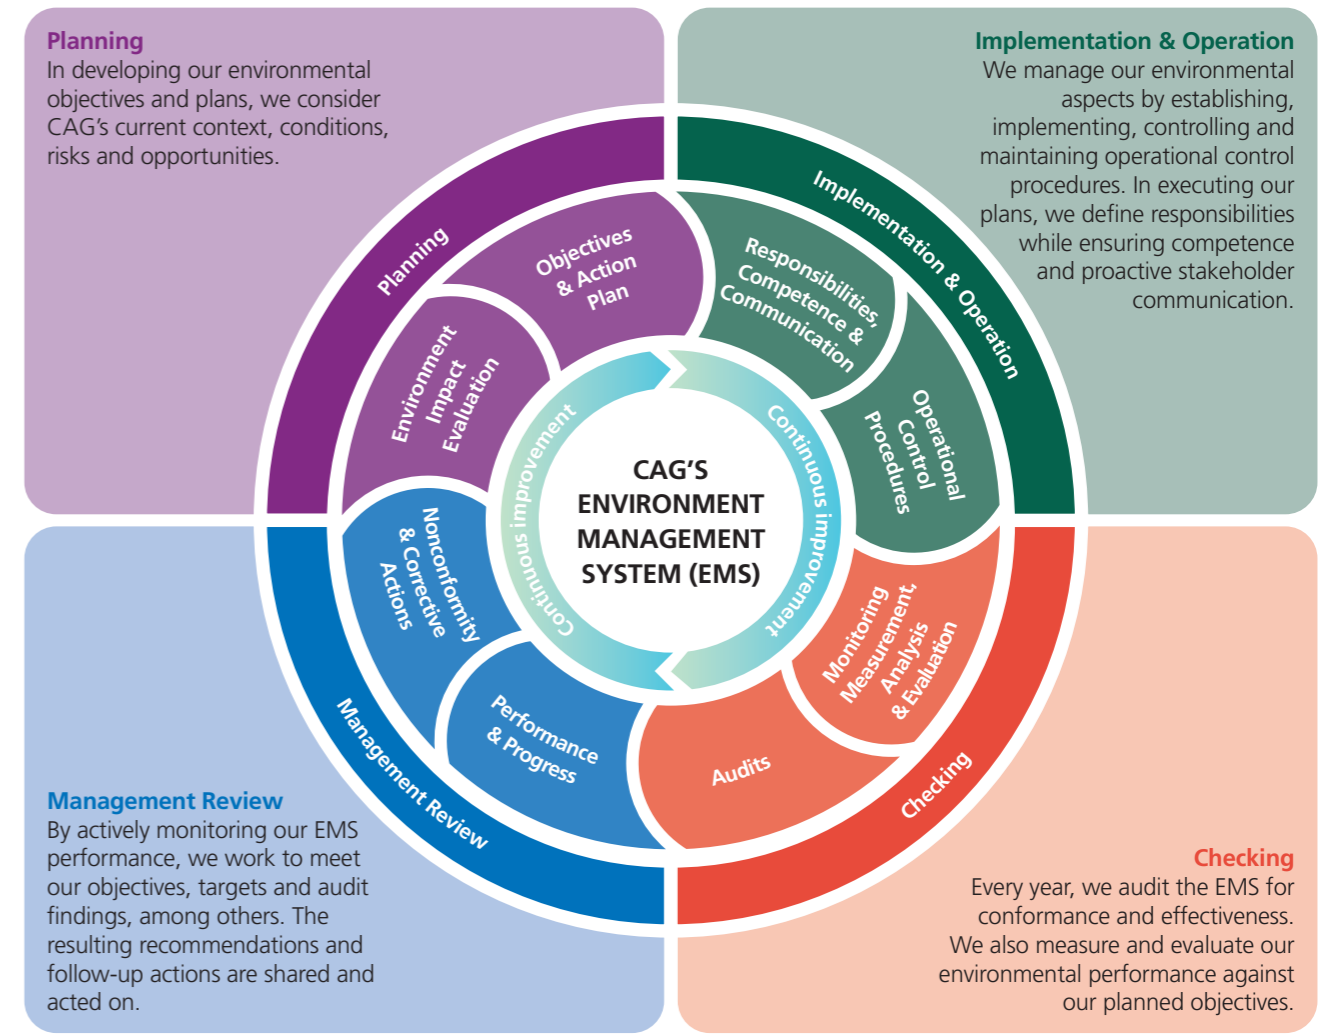 Planning
In developing our environmental
objectives and plans, we consider
CAG’s current context, conditions,
risks and opportunities.
Implementation & Operation
We manage our environmental
aspects by establishing,
implementing, controlling and
maintaining operational control
procedures. In executing our
plans, we define responsibilities
while ensuring competence
and proactive stakeholder
communication.
Planning
Implementation & Operation
Objectives
& Action
Plan
Responsibilities,
Competence &
Communication
Environment
Impact
Evaluation
Operational
Control
Procedures
Continuous improvement
Continuous improvement
CAG’S
ENVIRONMENT
MANAGEMENT
SYSTEM (EMS)
Nonconformity
& Corrective
Actions
Monitoring
Measurement,
Analysis
& Evaluation
Performance
& Progress
Audits
Management Review
Checking
Management Review
By actively monitoring our EMS
performance, we work to meet
our objectives, targets and audit
findings, among others. The
resulting recommendations and
follow-up actions are shared and
acted on.
Checking
Every year, we audit the EMS for
conformance and effectiveness.
We also measure and evaluate our
environmental performance against
our planned objectives.